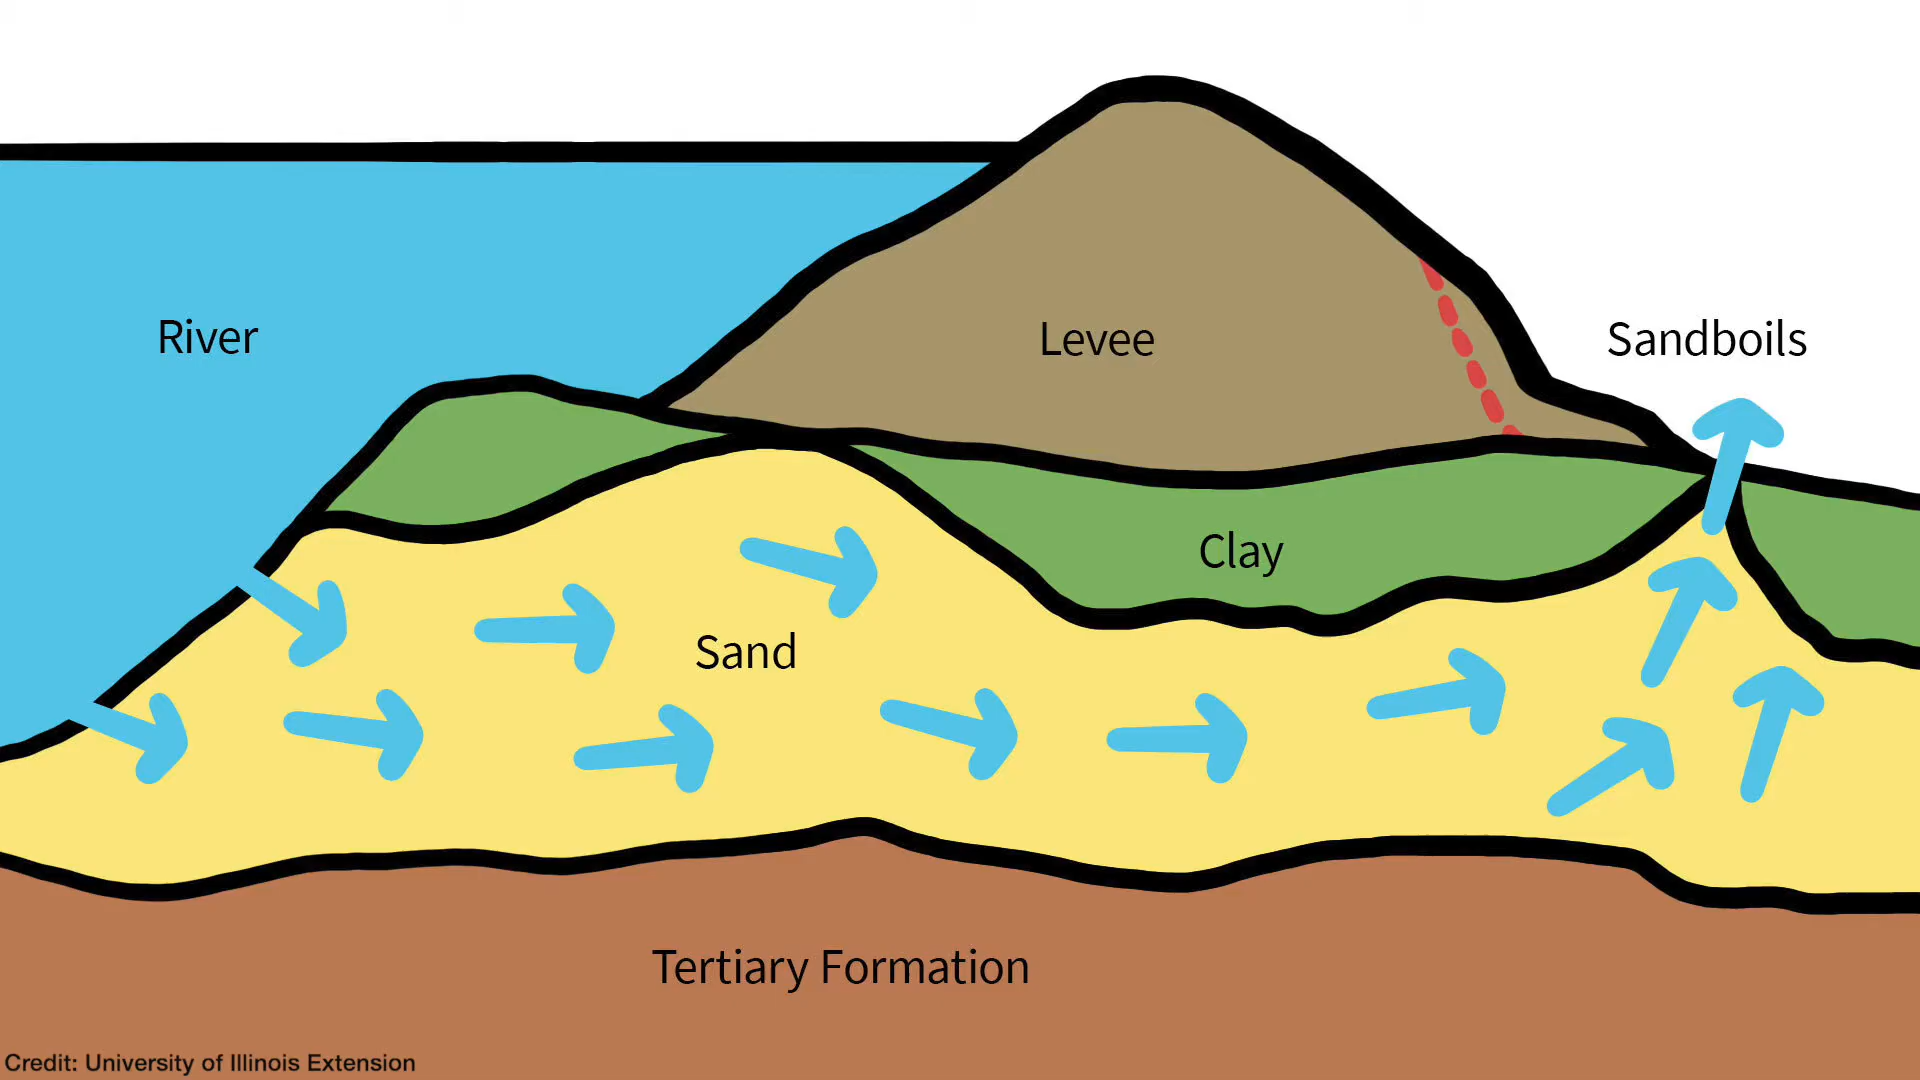 River
Levee
Sandboils
Clay
Sand
Tertiary Formation
Credit: University of Illinois Extension